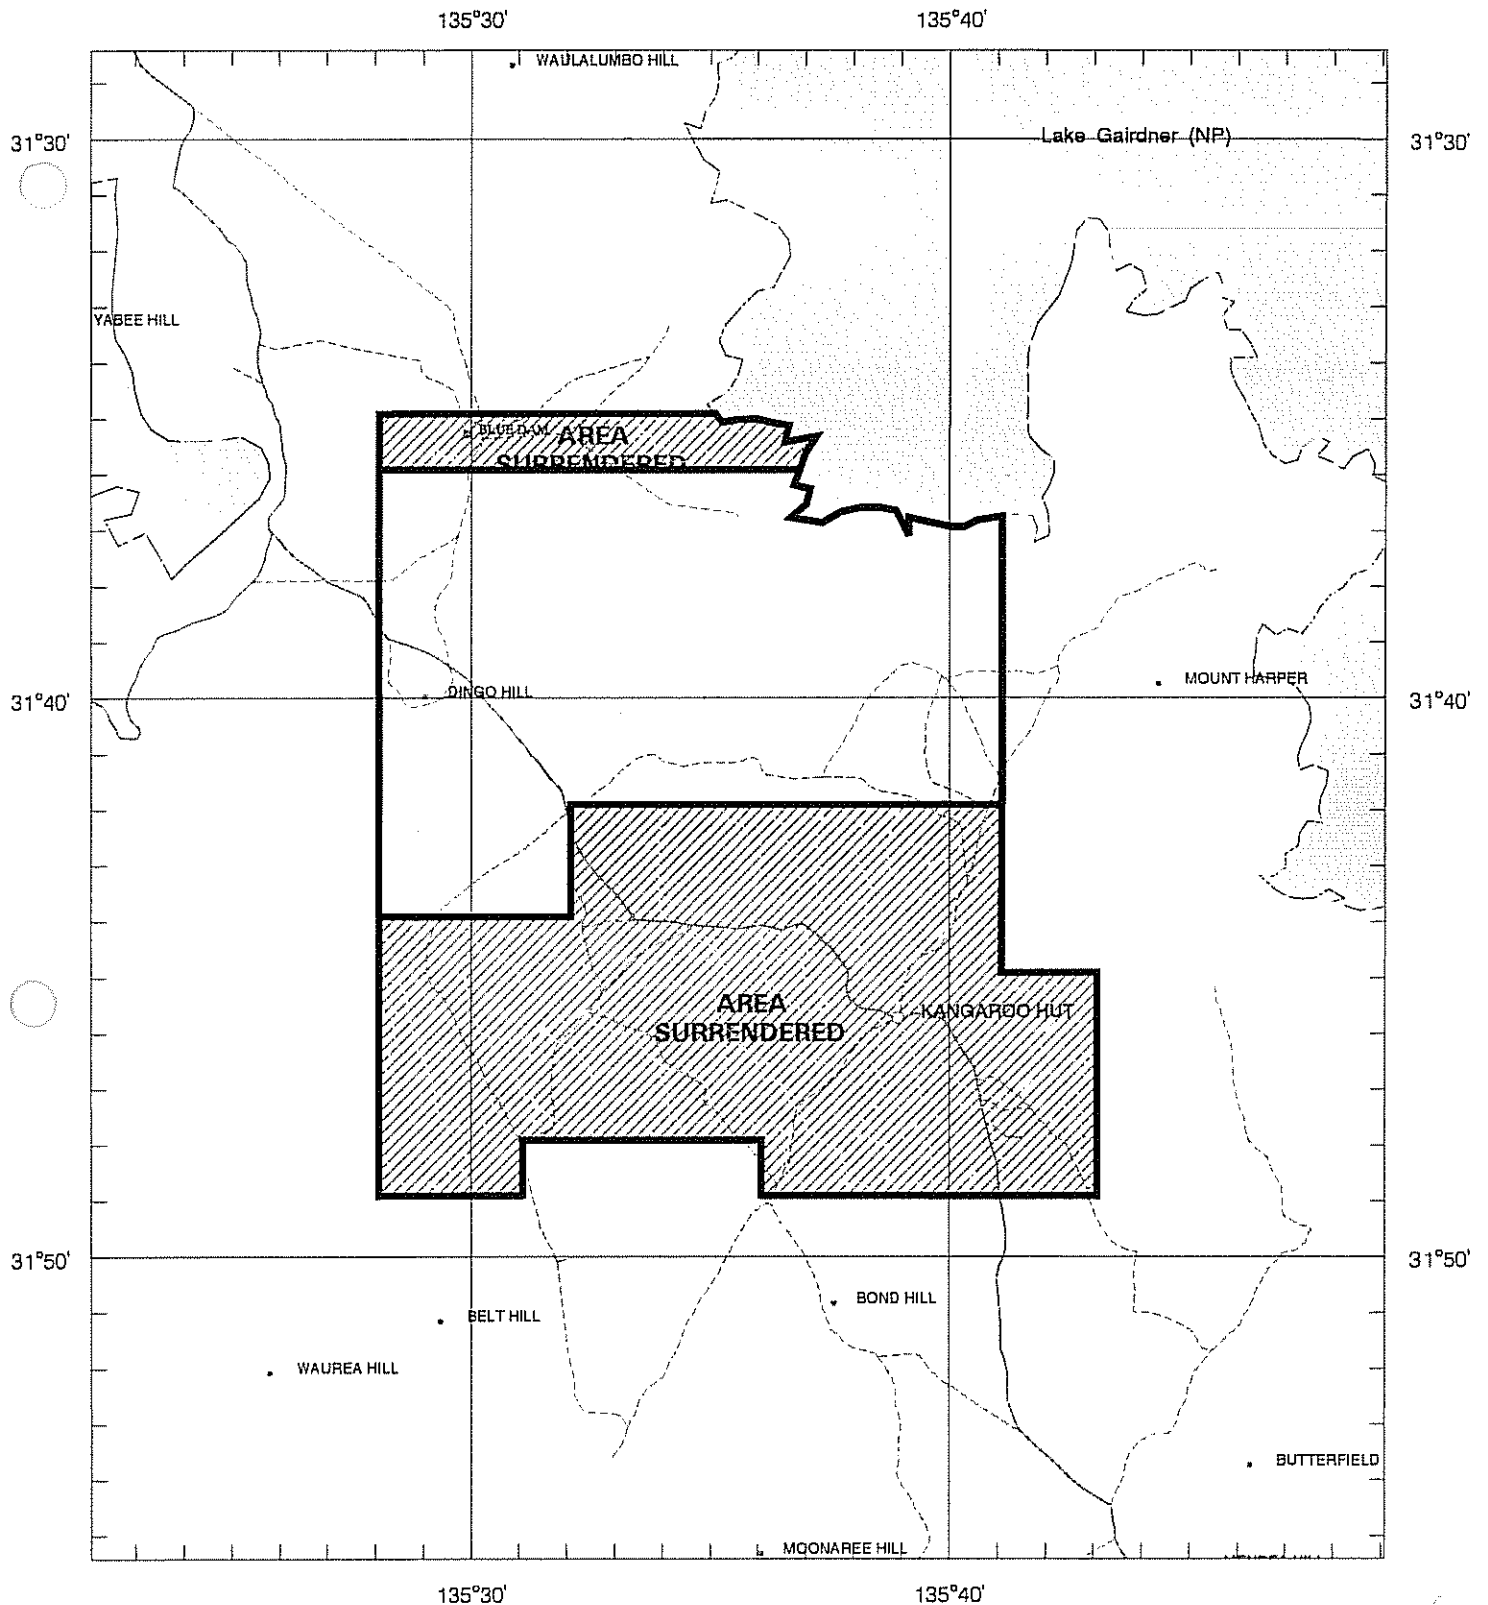 135°30' 135°40'
WAULALUMBO HILL
Lake Gairdner (NP)
31°30' 31°30'
YABEE HILL
BLUE DAM
AREA
SURRENDERED
31°40' DINGO HILL MOUNT HARPER 31°40'
AREA
SURRENDERED
KANGAROO HUT
31°50' 31°50'
BOND HILL
BELT HILL
WAUREA HILL
BUTTERFIELD
MOONAREE HILL
135°30' 135°40'